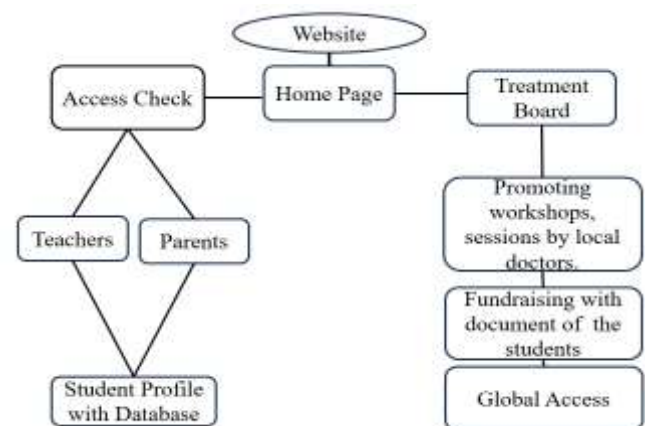 Website
Access Check
Home Page
Treatment
Board
Teachers
Parents
Promoting
workshops,
sessions by local
doctors.
Fundraising with
document of the
students
Student Profile
with Database
Global Access